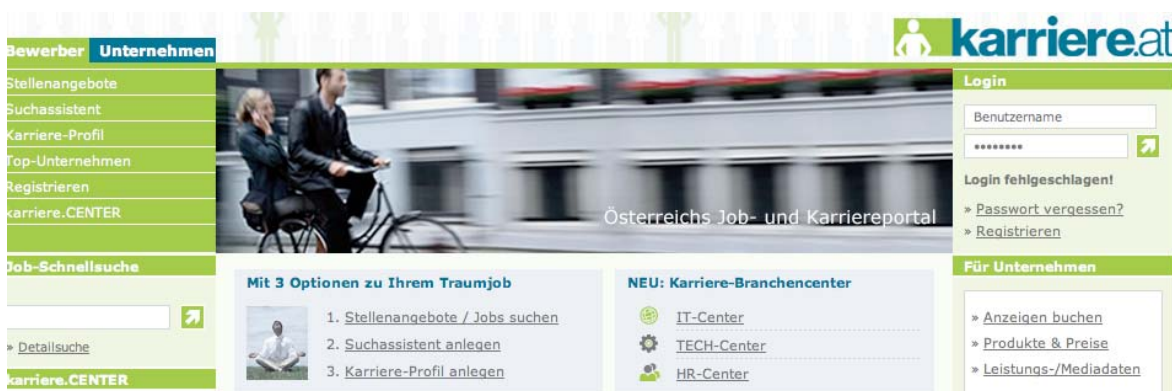 karriere.at
Bewerber Unternehmen
Stellenangebote
Suchassistent
Karriere-Profil
Top-Unternehmen
Registrieren
karriere.CENTER
Job-Schnellsuche
» Detailsuche
karriere.CENTER
Österreichs Job- und Karriereportal
Mit 3 Optionen zu Ihrem Traumjob
1. Stellenangebote / Jobs suchen
2. Suchassistent anlegen
3. Karriere-Profil anlegen
NEU: Karriere-Branchencenter
IT-Center
TECH-Center
HR-Center
Login
Benutzername
••••••••
Login fehlgeschlagen!
» Passwort vergessen?
» Registrieren
Für Unternehmen
» Anzeigen buchen
» Produkte & Preise
» Leistungs-/Mediadaten